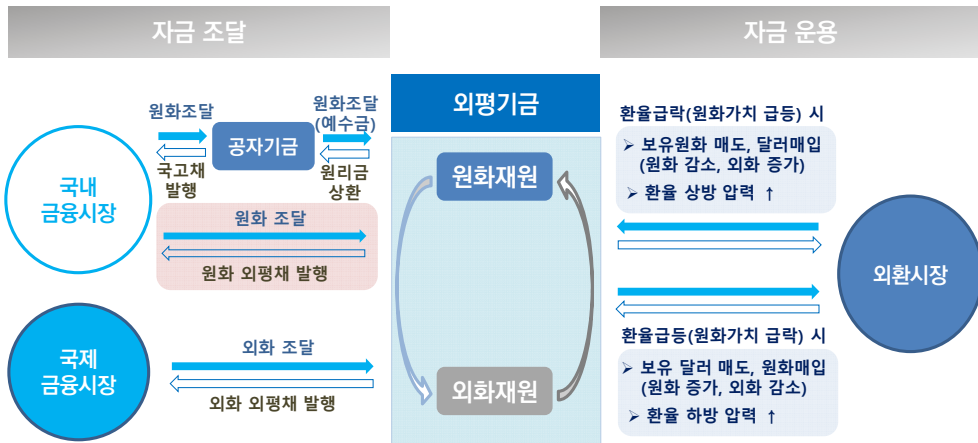 자금 조달
자금 운용
외평기금
원화조달
공자기금
원화조달
(예수금)
국고채
발행
원리금
상환
국내
금융시장
원화 조달
원화 외평채 발행
국제
금융시장
외화 조달
외화 외평채 발행
원화재원
외화재원
환율급락(원화가치 급등) 시
➢ 보유원화 매도, 달러매입
(원화 감소, 외화 증가)
➢ 환율 상방 압력 ↑
외환시장
환율급등(원화가치 급락) 시
➢ 보유 달러 매도, 원화매입
(원화 증가, 외화 감소)
➢ 환율 하방 압력 ↑